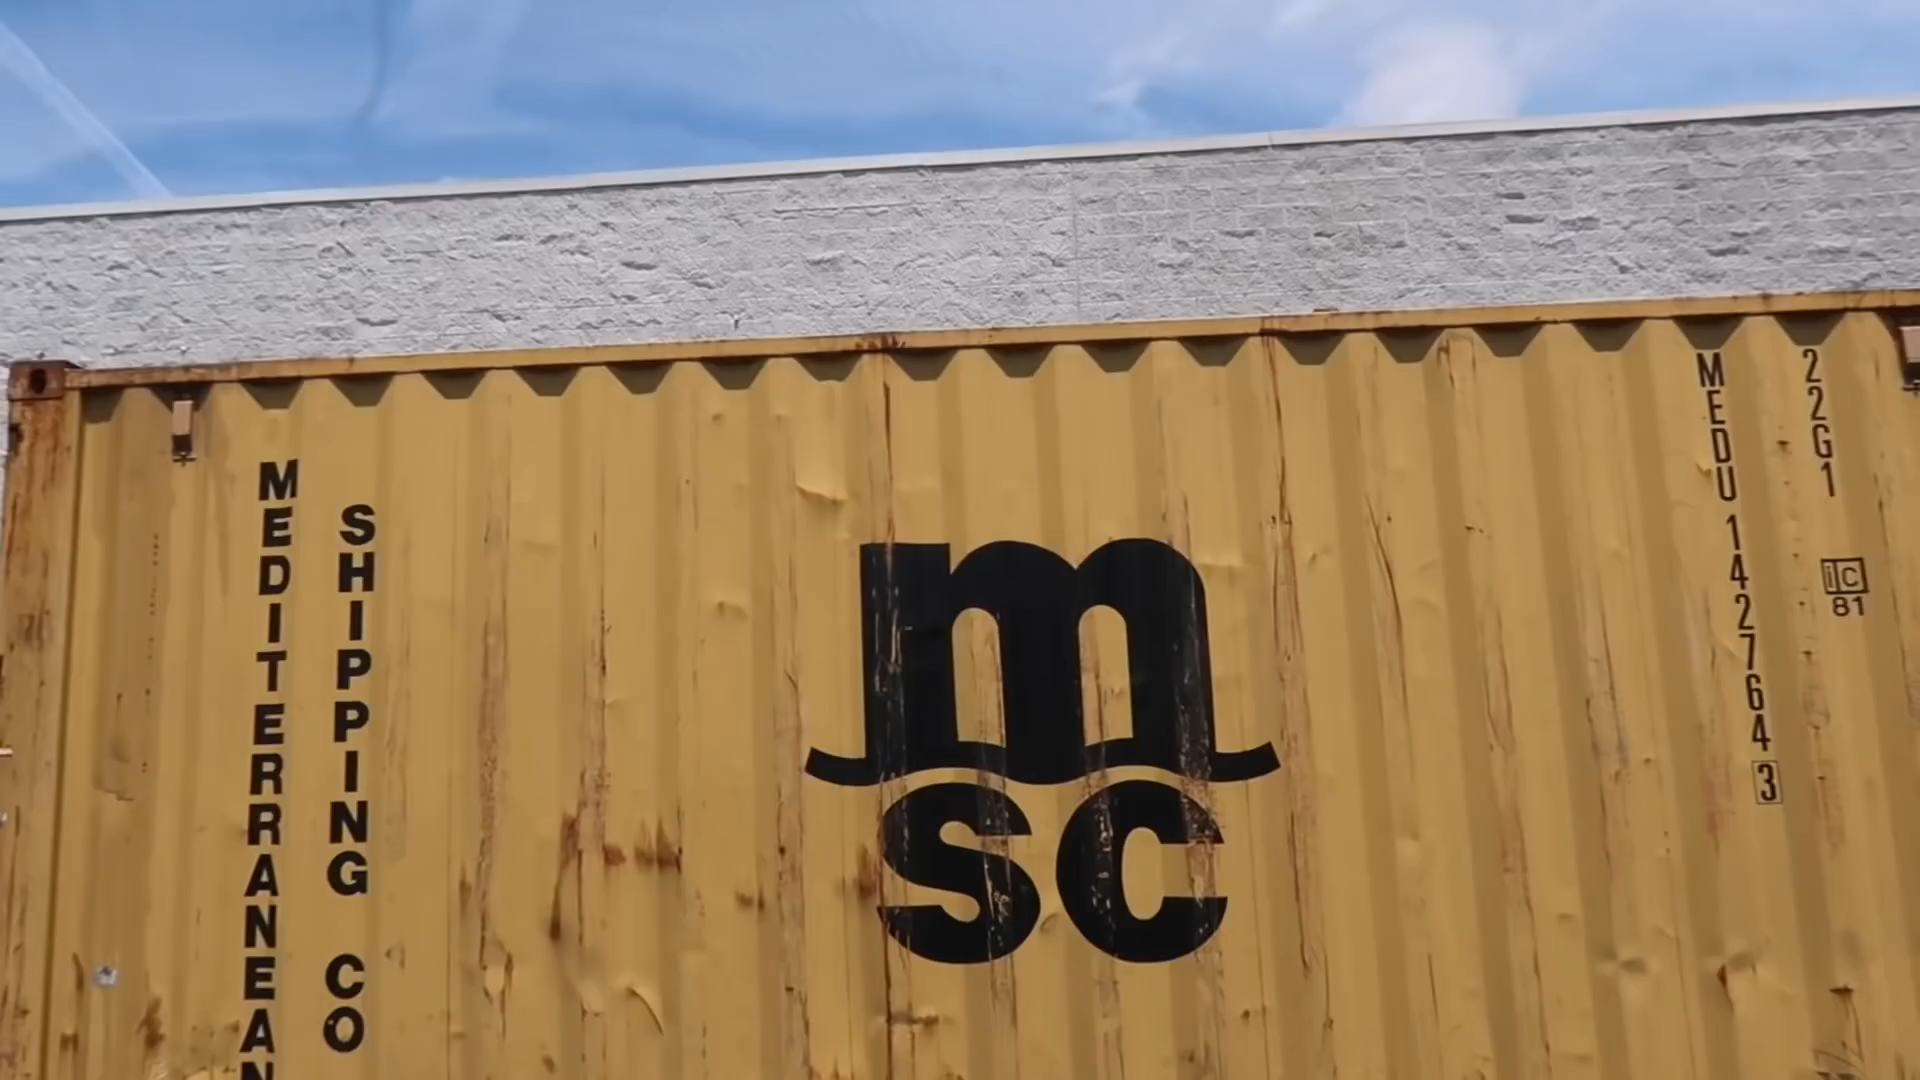 MEDITERRANEAN
SHIPPING CO
msc
MEDU 142764 3
22G1
ic
81